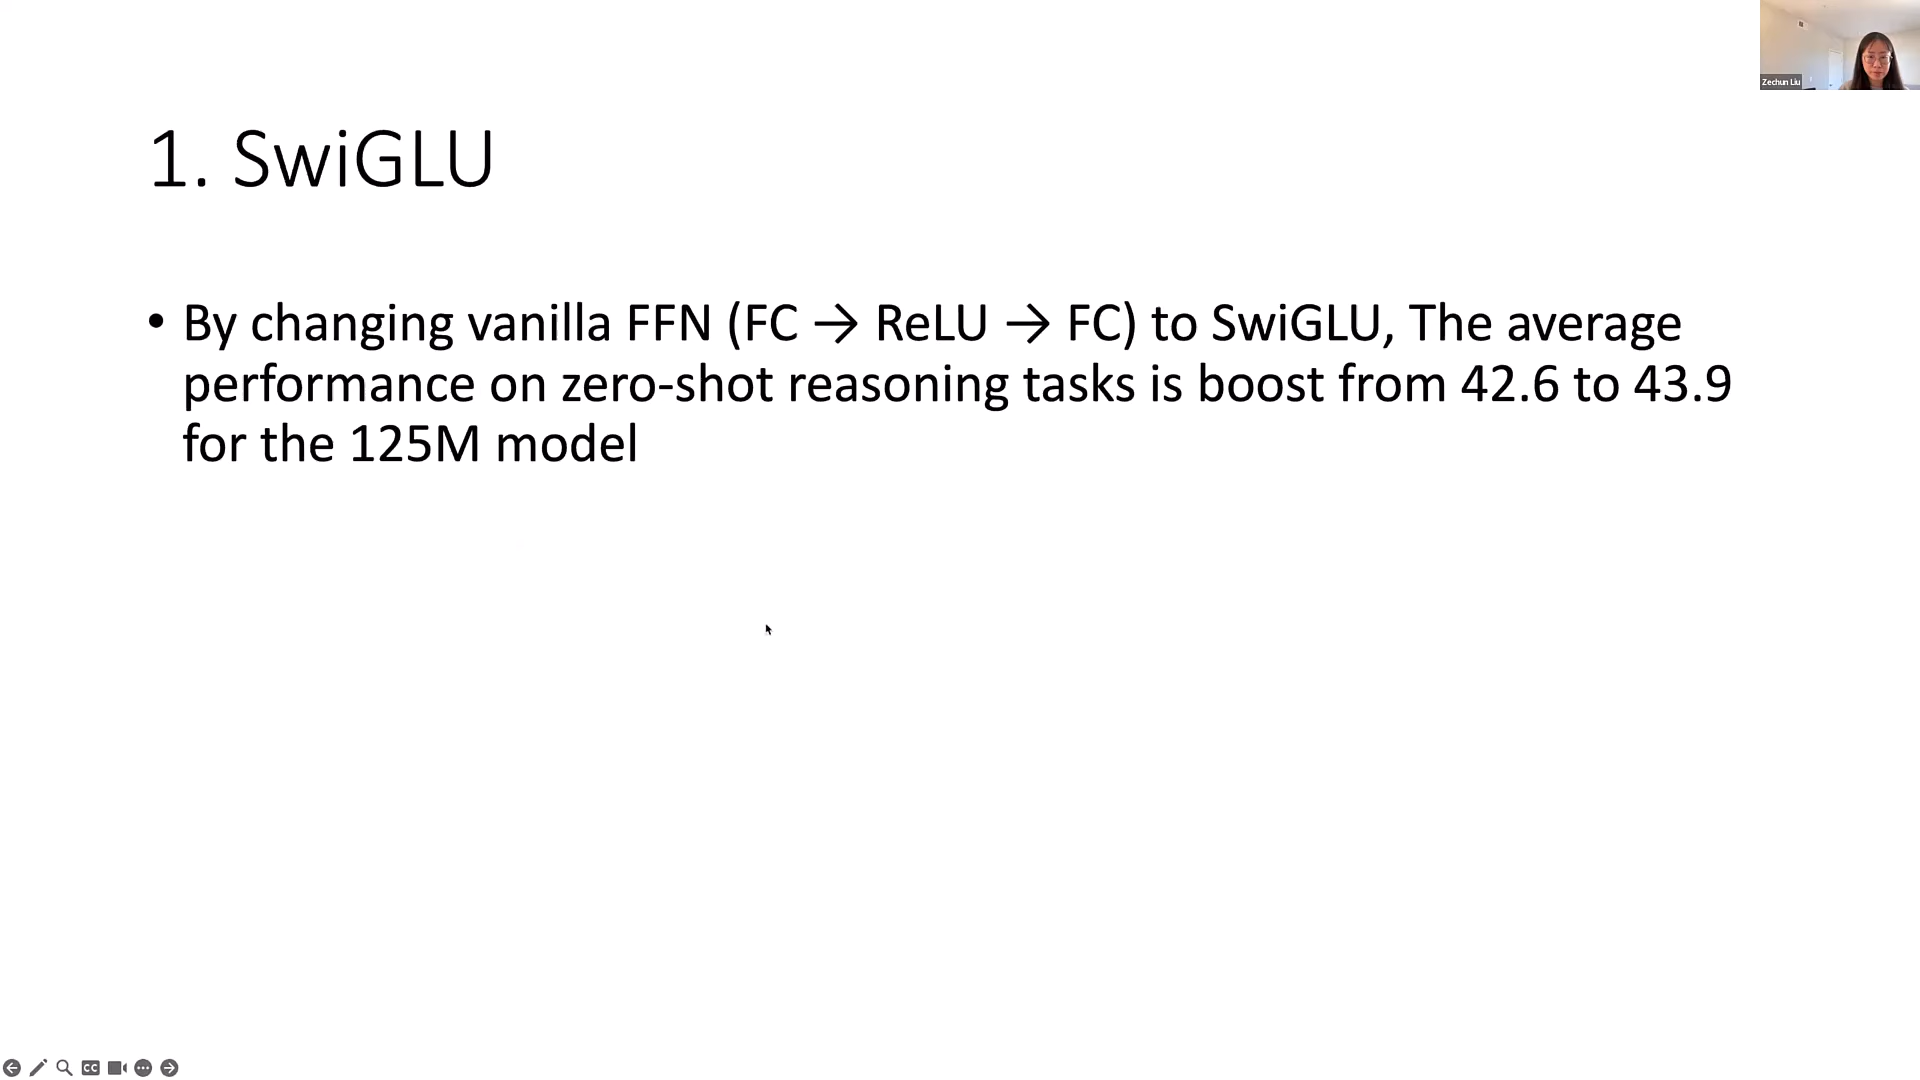 Zechun Liu
1. SwiGLU
• By changing vanilla FFN (FC → ReLU → FC) to SwiGLU, The average
performance on zero-shot reasoning tasks is boost from 42.6 to 43.9
for the 125M model
CC